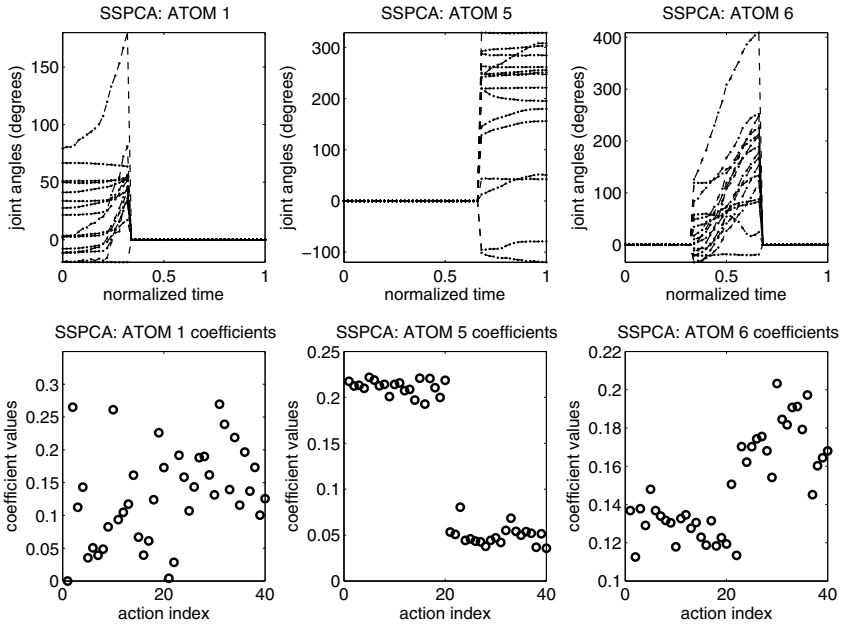 SSPCA: ATOM 1
150
100
50
0
0
0.5
1
joint angles (degrees)
normalized time
SSPCA: ATOM 5
300
200
100
0
−100
0
0.5
1
joint angles (degrees)
normalized time
SSPCA: ATOM 6
400
300
200
100
0
0
0.5
1
joint angles (degrees)
normalized time
SSPCA: ATOM 1 coefficients
0.3
0.25
0.2
0.15
0.1
0.05
0
0
20
40
coefficient values
action index
SSPCA: ATOM 5 coefficients
0.25
0.2
0.15
0.1
0.05
0
0
20
40
coefficient values
action index
SSPCA: ATOM 6 coefficients
0.22
0.2
0.18
0.16
0.14
0.12
0.1
0
20
40
coefficient values
action index